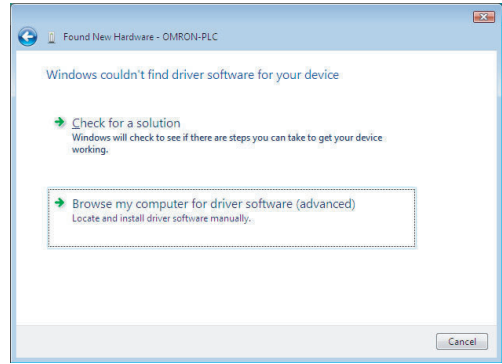 Found New Hardware - OMRON-PLC
Windows couldn't find driver software for your device
Check for a solution
Windows will check to see if there are steps you can take to get your device
working.
Browse my computer for driver software (advanced)
Locate and install driver software manually.
Cancel